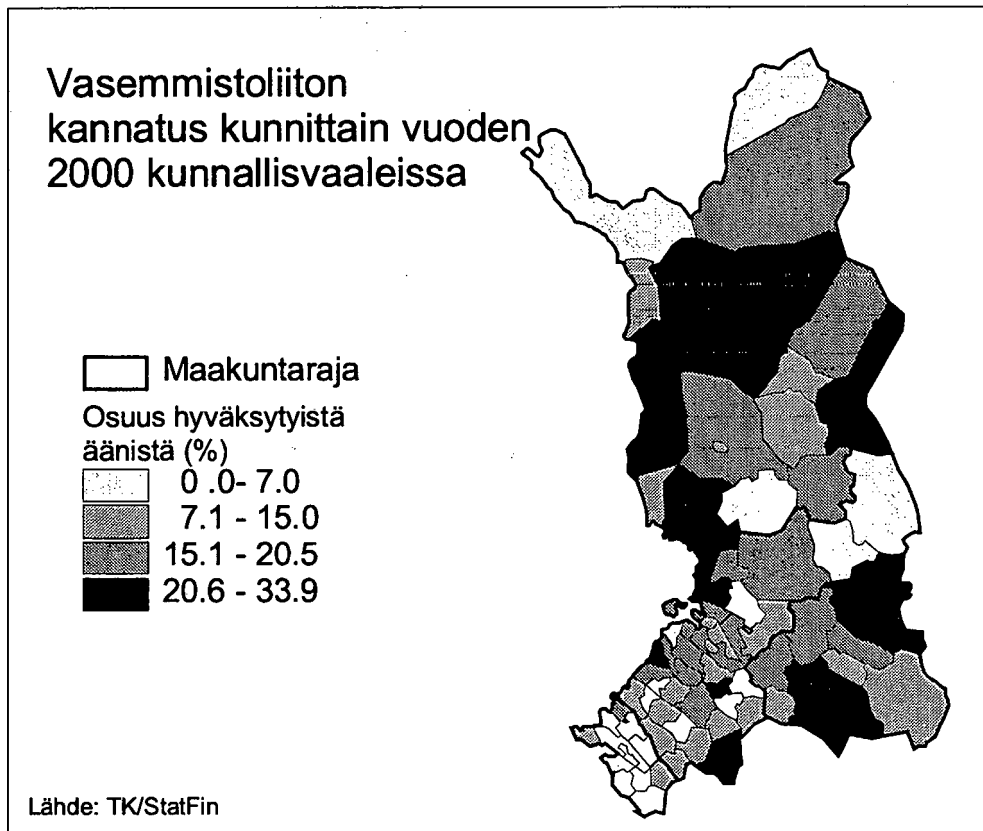 Vasemmistoliiton
kannatus kunnittain vuoden
2000 kunnallisvaaleissa
Maakuntaraja
Osuus hyväksytyistä
äänistä (%)
0 .0- 7.0
7.1 - 15.0
15.1 - 20.5
20.6 - 33.9
Lähde: TK/StatFin